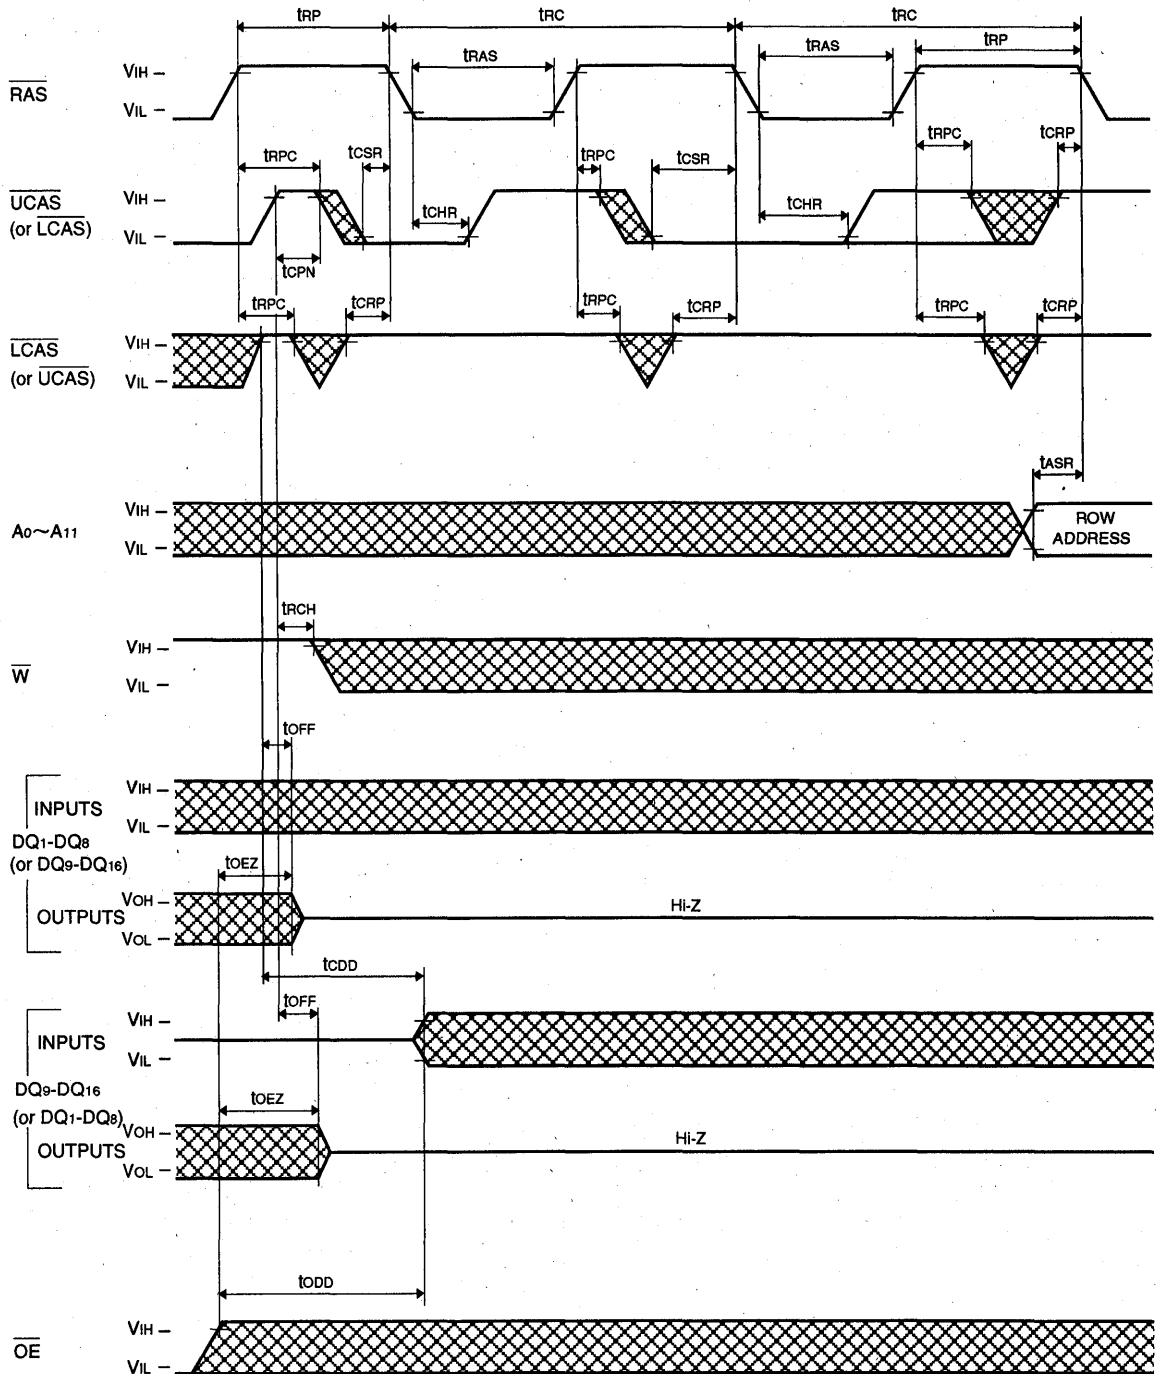 tRP tRC tRC
tRAS tRAS tRP
RAS VIH
VIL
tRPC tCSR tRPC tCSR tRPC tCRP
UCAS VIH
(or LCAS) VIL
tCHR tCHR
tCPN
tRPC tCRP tRPC tCRP tRPC tCRP
LCAS VIH
(or UCAS) VIL
tASR
A0~A11 VIH
VIL
ROW
ADDRESS
tRCH
W VIH
VIL
tOFF
INPUTS VIH
VIL
DQ1-DQ8
(or DQ9-DQ16)
tOEZ
OUTPUTS VOH
VOL
Hi-Z
tCDD
tOFF
INPUTS VIH
VIL
DQ9-DQ16
(or DQ1-DQ8)
tOEZ
OUTPUTS VOH
VOL
Hi-Z
tODD
OE VIH
VIL